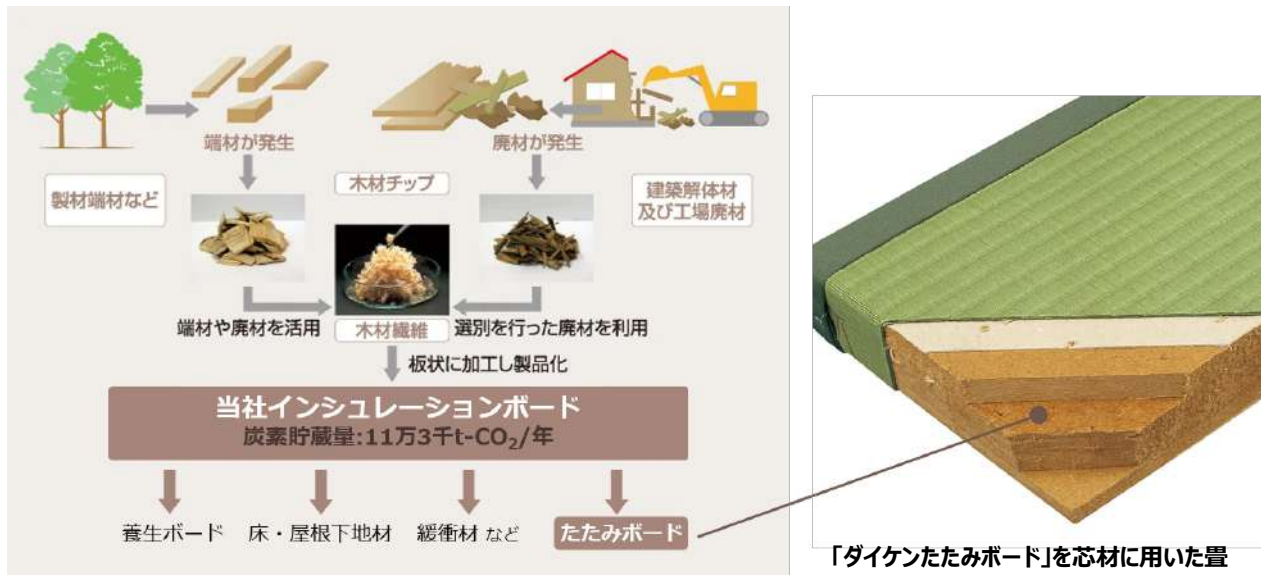 端材が発生
廃材が発生
製材端材など
木材チップ
建築解体材
及び工場廃材
端材や廃材を活用
木材繊維
選別を行った廃材を利用
板状に加工し製品化
当社インシュレーションボード
炭素貯蔵量:11万3千t-CO₂/年
養生ボード
床・屋根下地材
緩衝材 など
たたみボード
「ダイケンたたみボード」を芯材に用いた畳